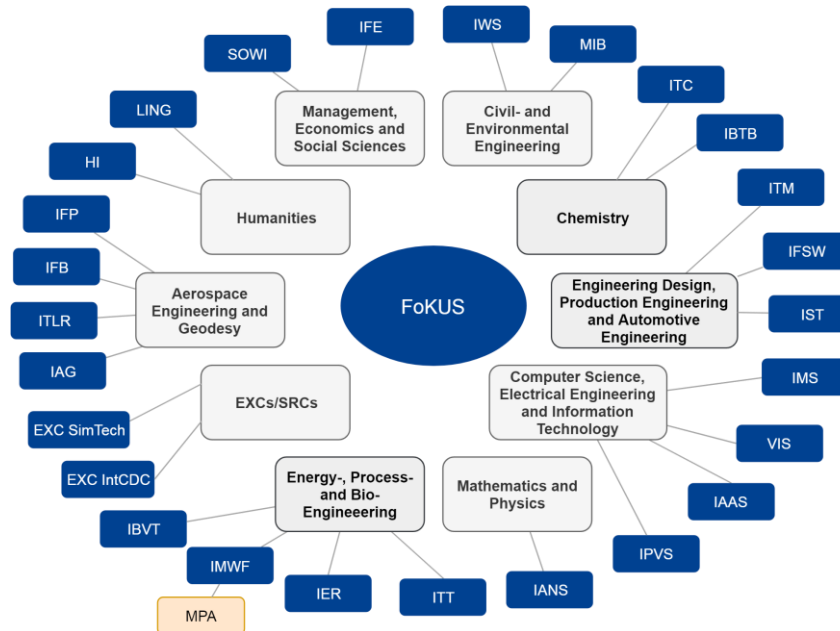 IFE
IWS
SOWI
MIB
ITC
LING
Management,
Economics and
Social Sciences
Civil- and
Environmental
Engineering
IBTB
HI
ITM
Humanities
Chemistry
IFP
IFSW
IFB
Aerospace
Engineering and
Geodesy
FoKUS
Engineering Design,
Production Engineering
and Automotive
Engineering
ITLR
IST
IAG
IMS
EXCs/SRCs
Computer Science,
Electrical Engineering
and Information
Technology
EXC SimTech
VIS
EXC IntCDC
Energy-, Process-
and Bio-
Engineeering
Mathematics and
Physics
IAAS
IBVT
IPVS
IMWF
IER
ITT
IANS
MPA